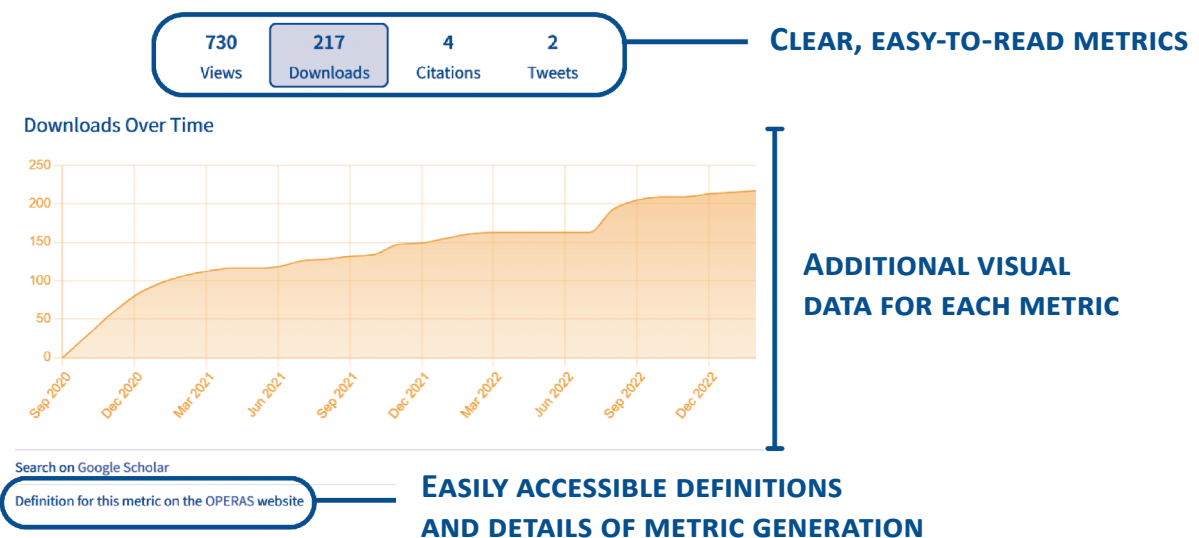 730 217 4 2
Views Downloads Citations Tweets
CLEAR, EASY-TO-READ METRICS
Downloads Over Time
250
200
150
100
50
0
Sep 2020 Dec 2020 Mar 2021 Jun 2021 Sep 2021 Dec 2021 Mar 2022 Jun 2022 Sep 2022 Dec 2022
ADDITIONAL VISUAL
DATA FOR EACH METRIC
Search on Google Scholar
Definition for this metric on the OPERAS website
EASILY ACCESSIBLE DEFINITIONS
AND DETAILS OF METRIC GENERATION